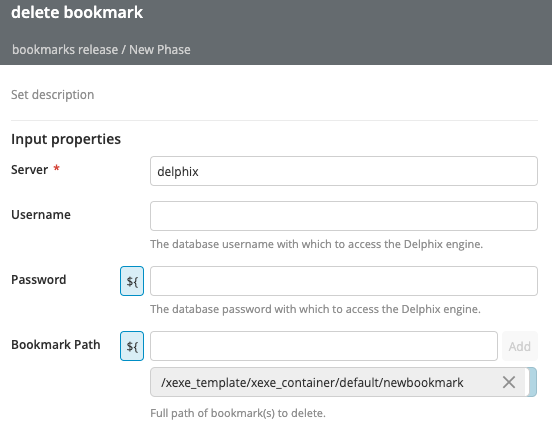 delete bookmark
bookmarks release / New Phase
Set description
Input properties
Server *
delphix
Username
The database username with which to access the Delphix engine.
Password
${
The database password with which to access the Delphix engine.
Bookmark Path
${
Add
/xexe_template/xexe_container/default/newbookmark
Full path of bookmark(s) to delete.